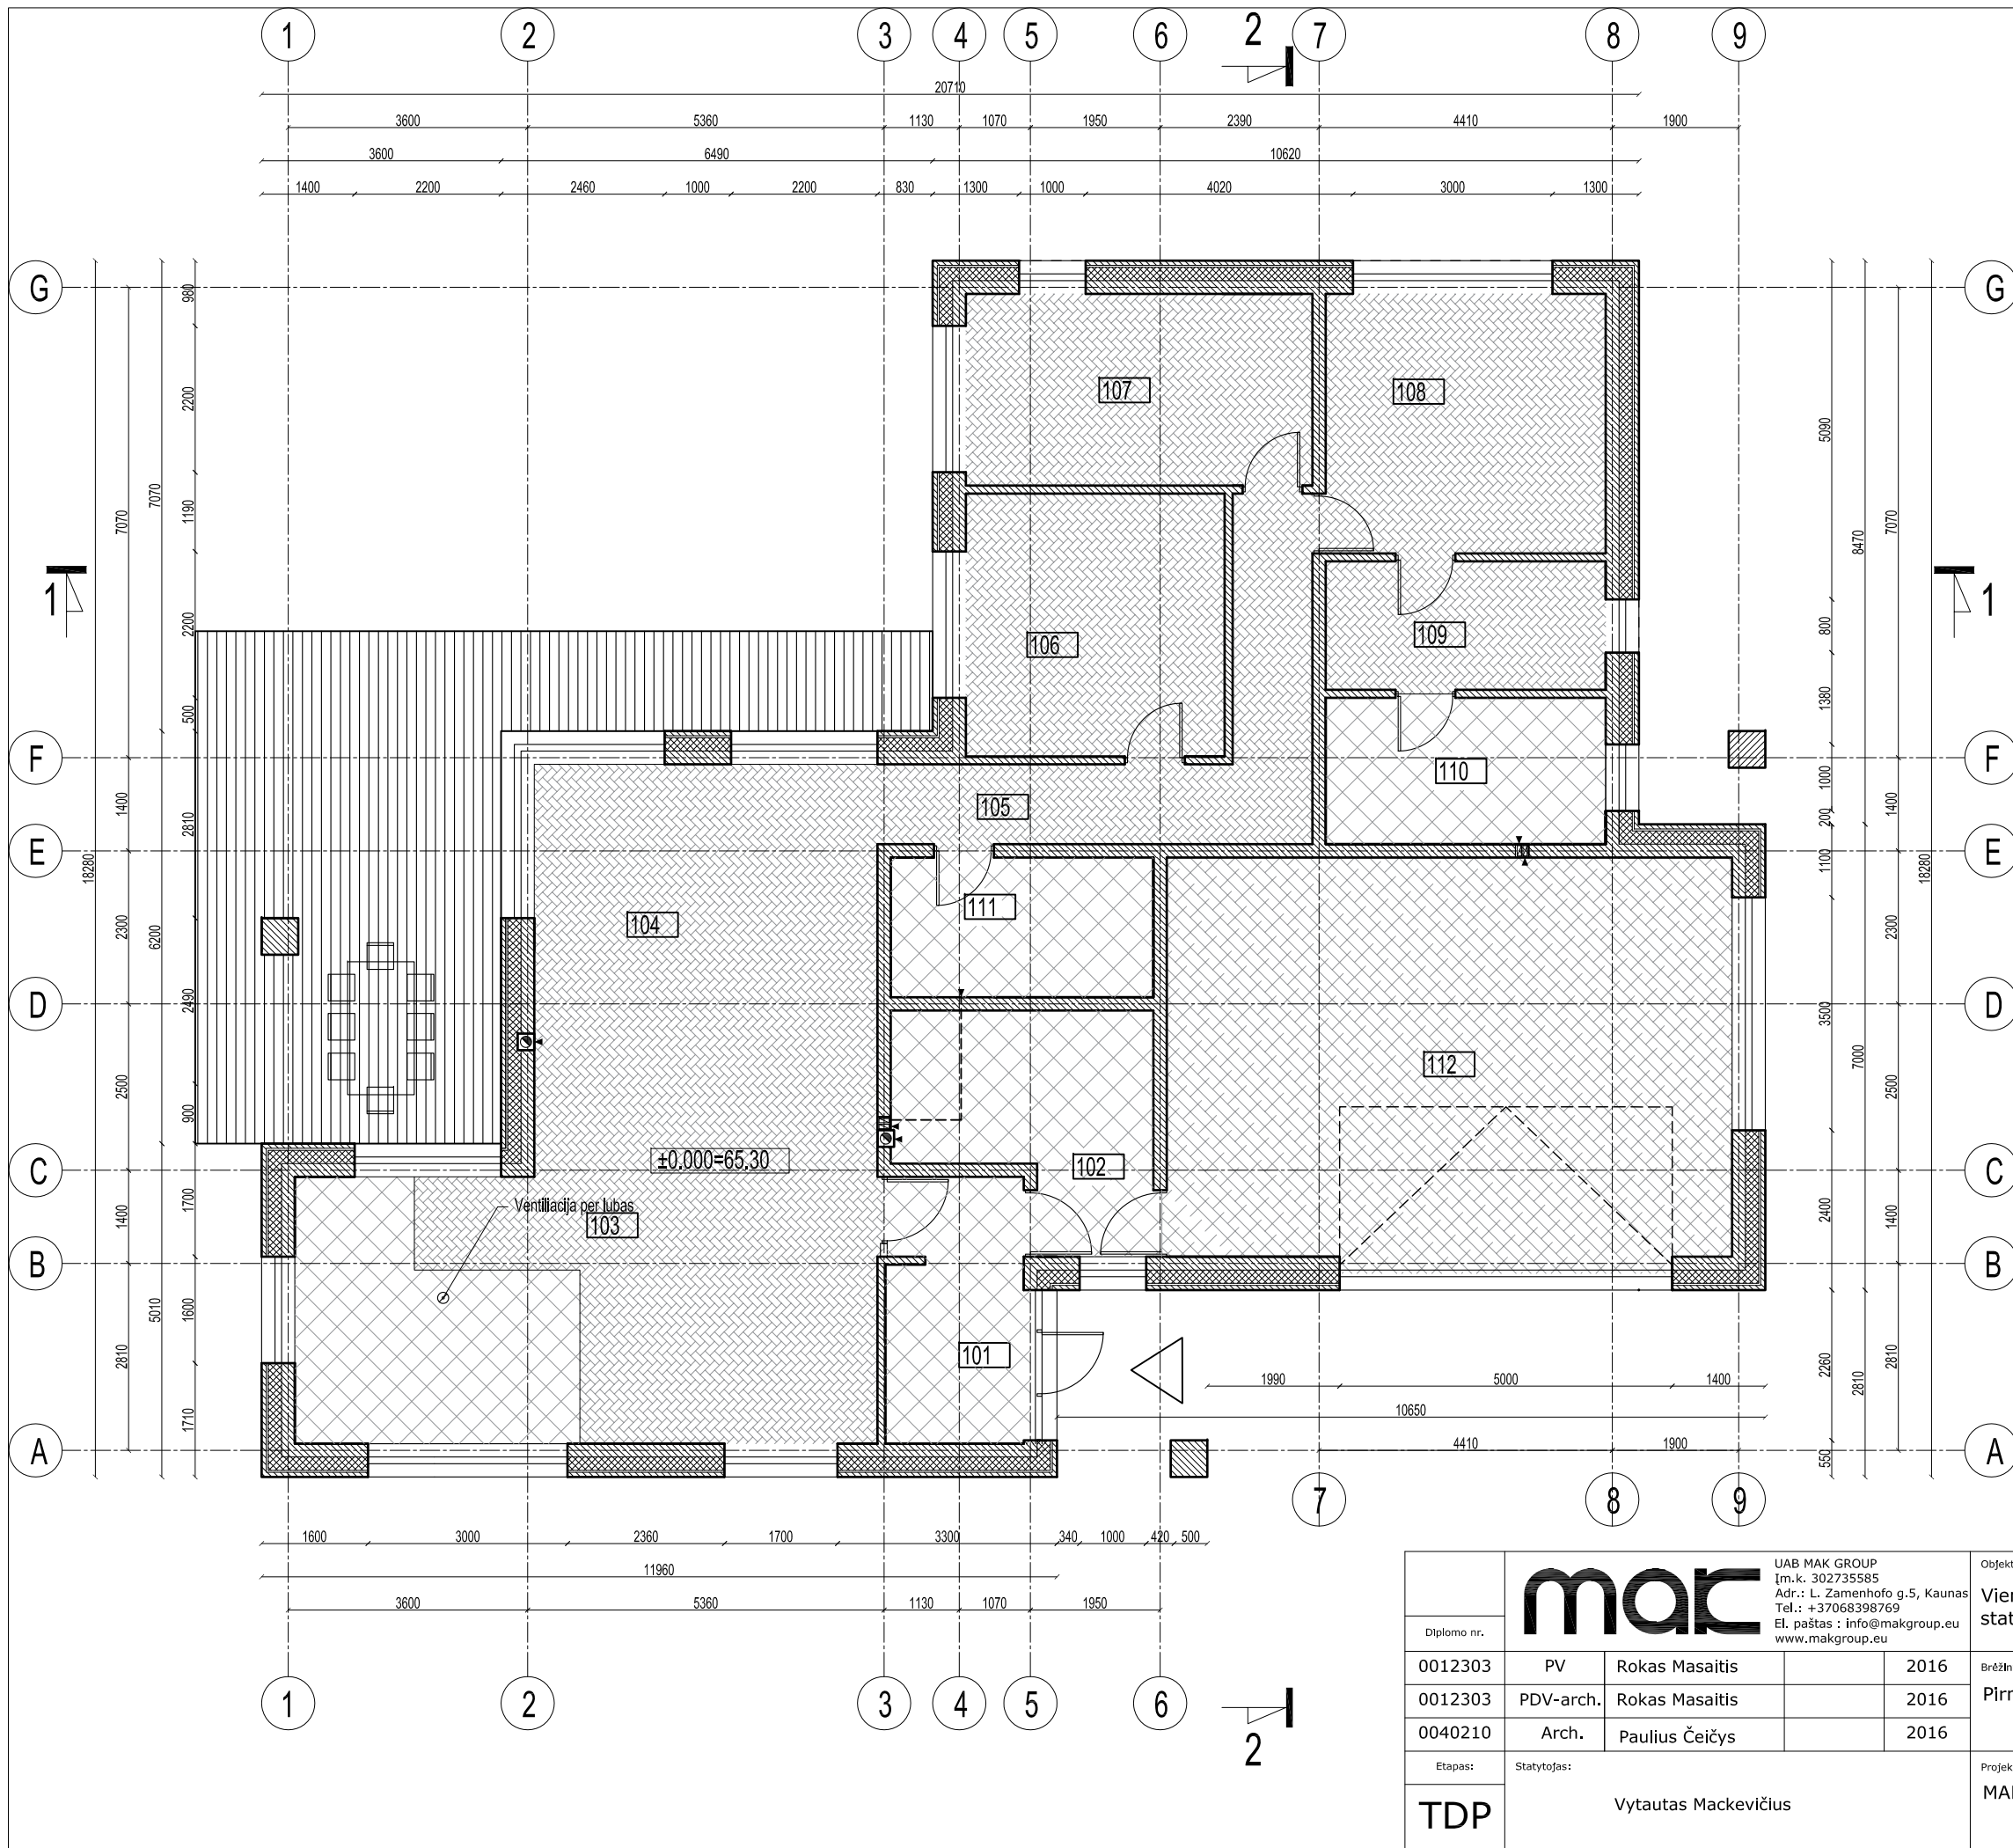 1 2 3 4 5 6 2 7 8 9
20710
3600 5360 1130 1070 1950 2390 4410 1900
3600 6490 10620
1400 2200 2460 1000 2200 830 1300 1000 4020 3000 1300
G G
980
2200
1190
2200
500
2810
2490
900
1700
1600
1710
7070
6200
5010
7070
1400
2300
2500
1400
2810
18280
5090
800
1380
1000
200
1100
3500
2400
2260
550
8470
7000
2810
7070
1400
2300
2500
1400
2810
18280
107 108
1 1
106 109
F 110 F
105
E E
111
104
D D
112
±0.000=65.30
C 102 C
Ventiliacija per lubas
103
B B
101
1990 5000 1400
10650
4410 1900
A A
7 8 9
1600 3000 2360 1700 3300 340 1000 420 500
11960
3600 5360 1130 1070 1950
1 2 3 4 5 6
2
mac
UAB MAK GROUP
Įm.k. 302735585
Adr.: L. Zamenhofo g.5, Kaunas
Tel.: +37068398769
El. paštas : info@makgroup.eu
www.makgroup.eu
Objekt
Vien
stat
Diplomo nr.
0012303 PV Rokas Masaitis 2016
Brėžin
0012303 PDV-arch. Rokas Masaitis 2016
Pirm
0040210 Arch. Paulius Čeičys 2016
Etapas:
Statytojas:
Projek
TDP
Vytautas Mackevičius
MAK